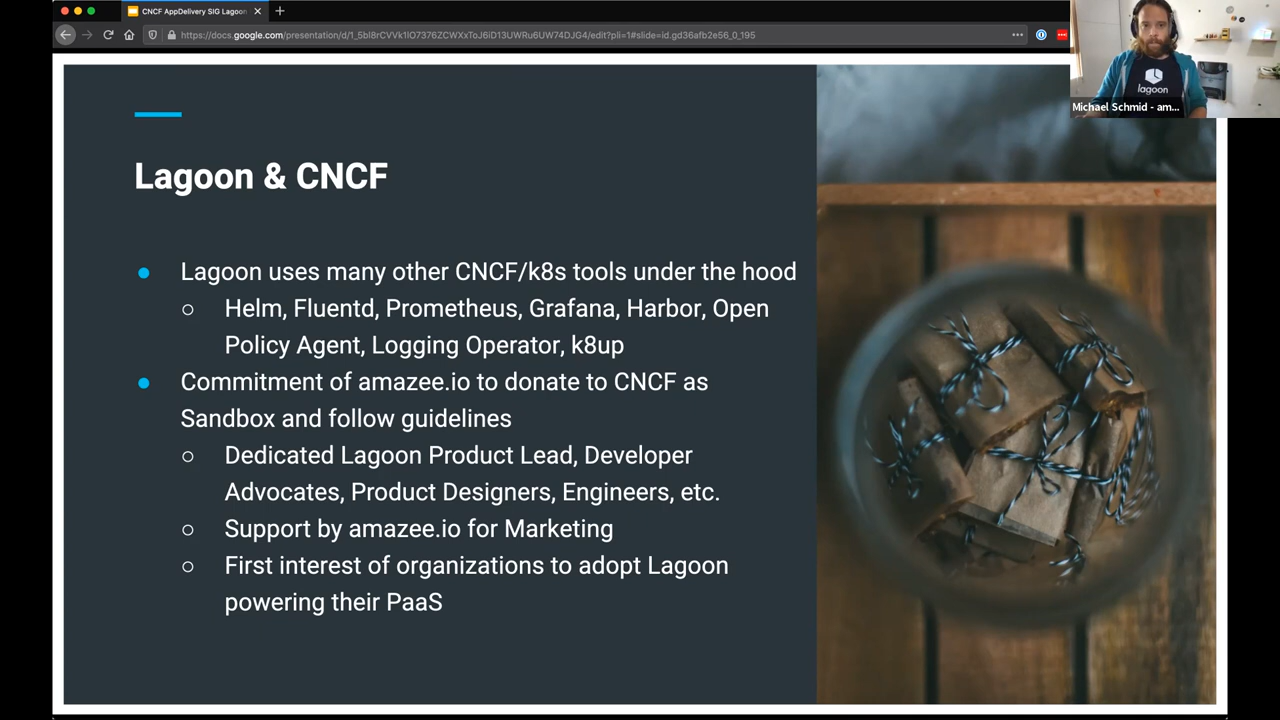 CNCF AppDelivery SIG Lagoon
https://docs.google.com/presentation/d/1_5bI8rCVVk1IO7376ZCWXxToJ6iD13UWRu6UW74DJG4/edit?pli=1#slide=id.gd36afb2e56_0_195
lagoon
Michael Schmid - am...
Lagoon & CNCF
● Lagoon uses many other CNCF/k8s tools under the hood
○ Helm, Fluentd, Prometheus, Grafana, Harbor, Open
Policy Agent, Logging Operator, k8up
● Commitment of amazee.io to donate to CNCF as
Sandbox and follow guidelines
○ Dedicated Lagoon Product Lead, Developer
Advocates, Product Designers, Engineers, etc.
○ Support by amazee.io for Marketing
○ First interest of organizations to adopt Lagoon
powering their PaaS